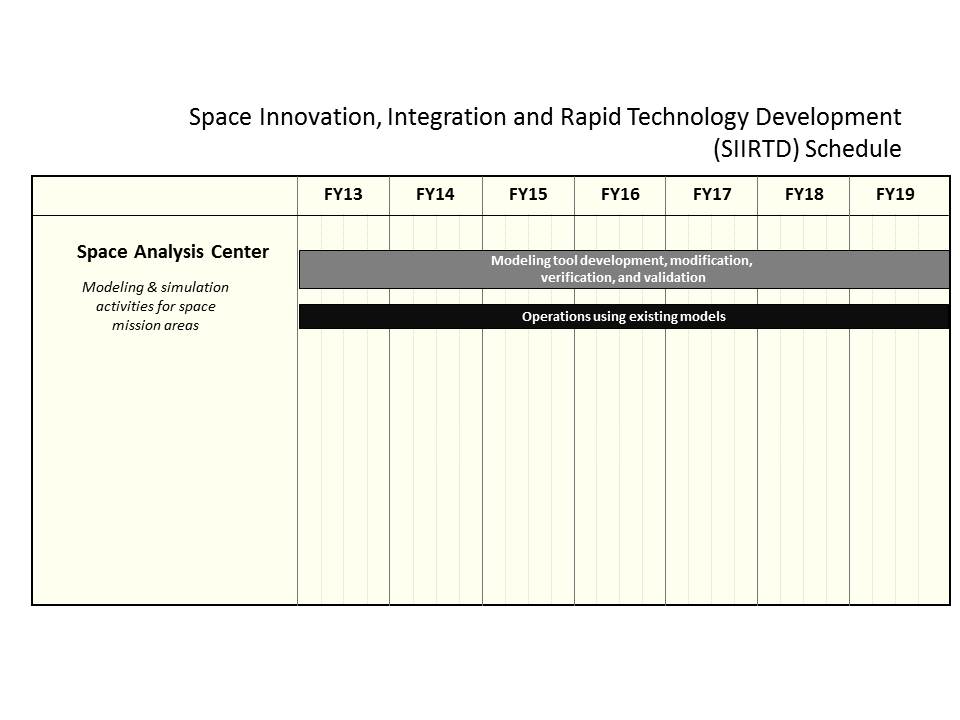 Space Innovation, Integration and Rapid Technology Development
(SIIRTD) Schedule
FY13 FY14 FY15 FY16 FY17 FY18 FY19
Space Analysis Center
Modeling & simulation
activities for space
mission areas
Modeling tool development, modification,
verification, and validation
Operations using existing models